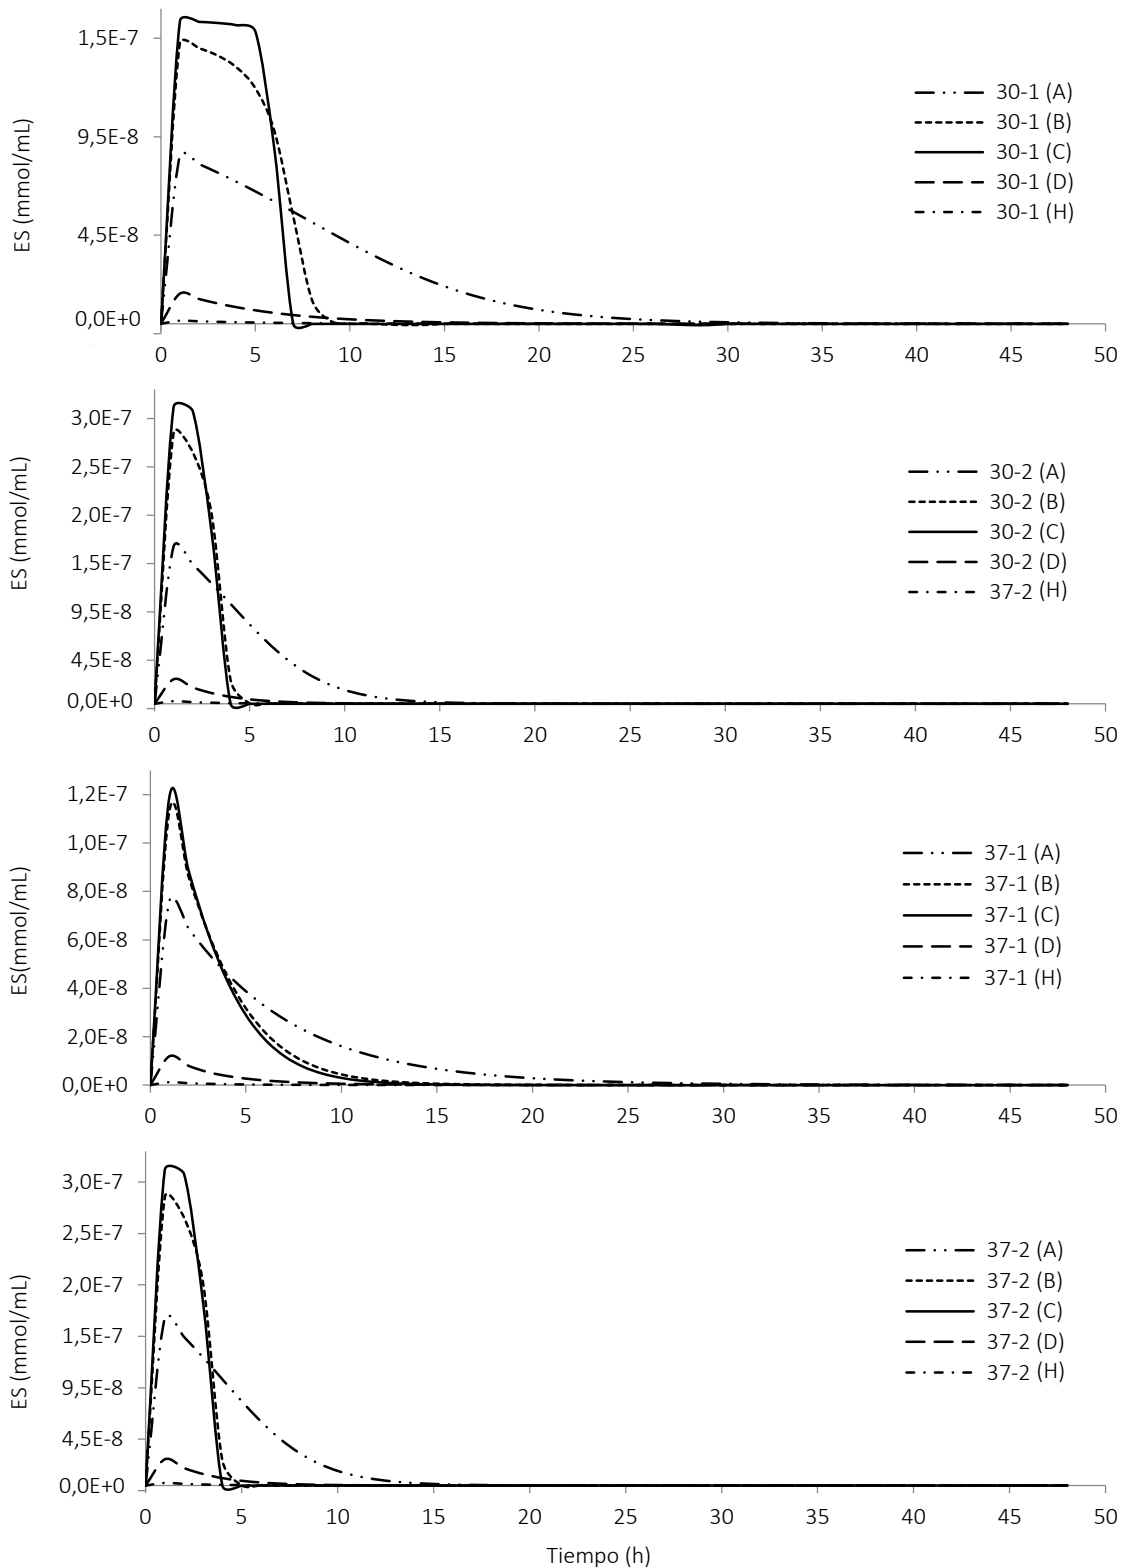 ES (mmol/mL)
1,5E-7
9,5E-8
4,5E-8
0,0E+0
0 5 10 15 20 25 30 35 40 45 50
30-1 (A)
30-1 (B)
30-1 (C)
30-1 (D)
30-1 (H)
ES (mmol/mL)
3,0E-7
2,5E-7
2,0E-7
1,5E-7
9,5E-8
4,5E-8
0,0E+0
0 5 10 15 20 25 30 35 40 45 50
30-2 (A)
30-2 (B)
30-2 (C)
30-2 (D)
37-2 (H)
ES(mmol/mL)
1,2E-7
1,0E-7
8,0E-8
6,0E-8
4,0E-8
2,0E-8
0,0E+0
0 5 10 15 20 25 30 35 40 45 50
37-1 (A)
37-1 (B)
37-1 (C)
37-1 (D)
37-1 (H)
ES (mmol/mL)
3,0E-7
2,5E-7
2,0E-7
1,5E-7
9,5E-8
4,5E-8
0,0E+0
0 5 10 15 20 25 30 35 40 45 50
37-2 (A)
37-2 (B)
37-2 (C)
37-2 (D)
37-2 (H)
Tiempo (h)